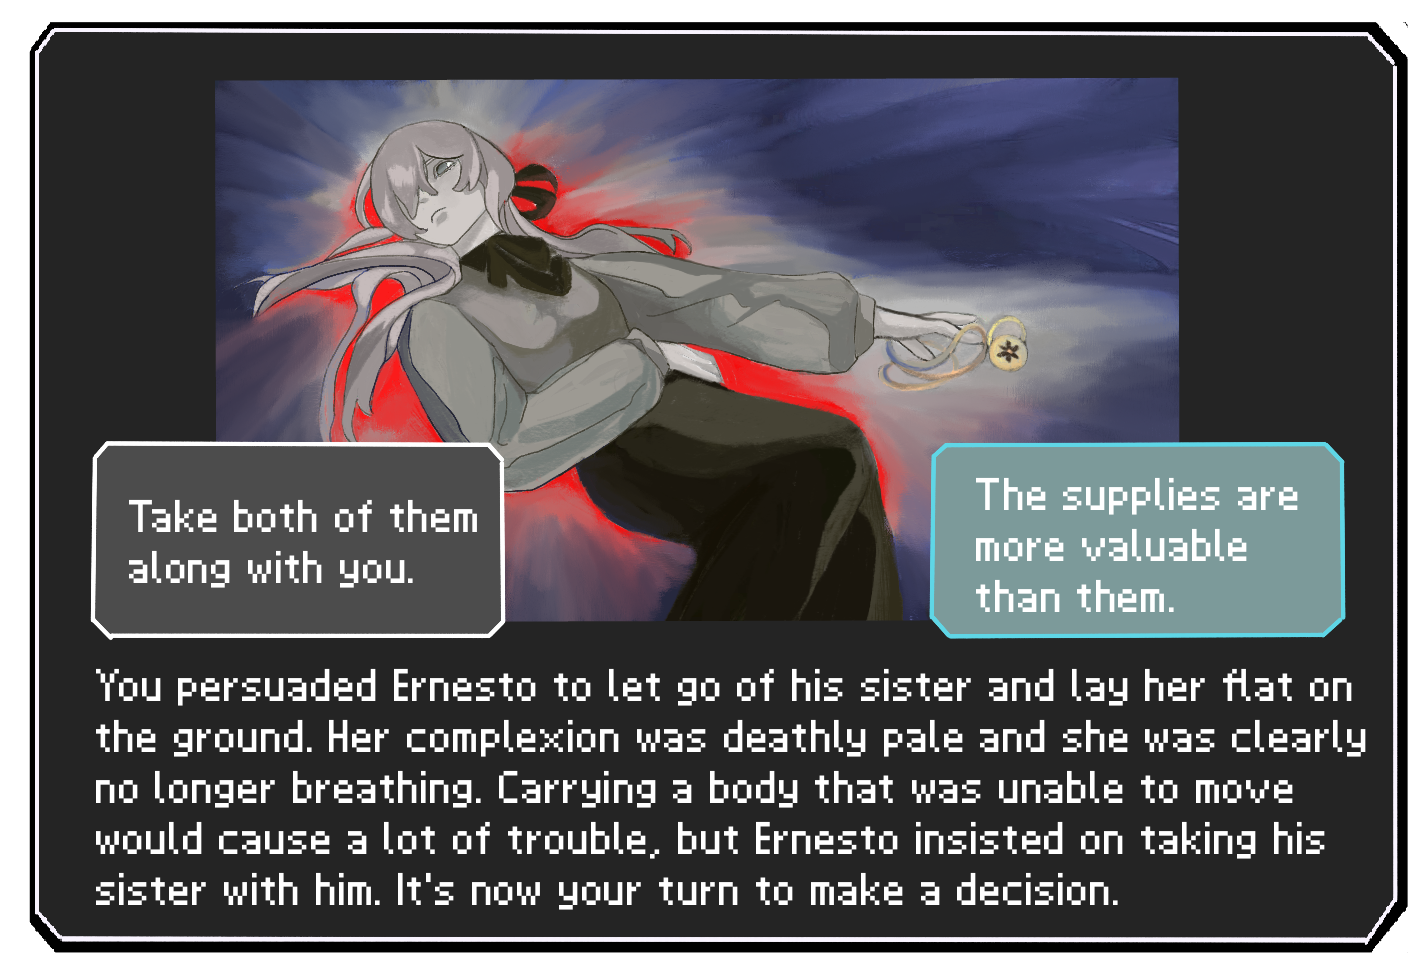 Take both of them
along with you.
The supplies are
more valuable
than them.
You persuaded Ernesto to let go of his sister and lay her flat on
the ground. Her complexion was deathly pale and she was clearly
no longer breathing. Carrying a body that was unable to move
would cause a lot of trouble, but Ernesto insisted on taking his
sister with him. It's now your turn to make a decision.